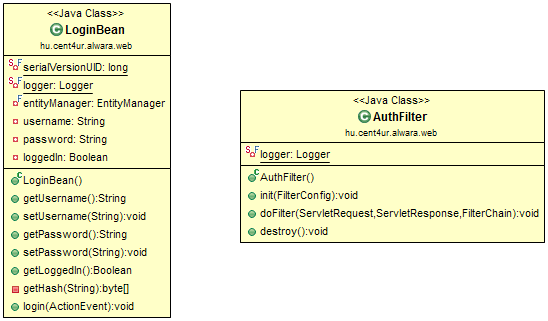 <<Java Class>>
LoginBean
hu.cent4ur.alwara.web
serialVersionUID: long
logger: Logger
entityManager: EntityManager
username: String
password: String
loggedIn: Boolean
LoginBean()
getUsername():String
setUsername(String):void
getPassword():String
setPassword(String):void
getLoggedIn():Boolean
getHash(String):byte[]
login(ActionEvent):void
<<Java Class>>
AuthFilter
hu.cent4ur.alwara.web
logger: Logger
AuthFilter()
init(FilterConfig):void
doFilter(ServletRequest,ServletResponse,FilterChain):void
destroy():void